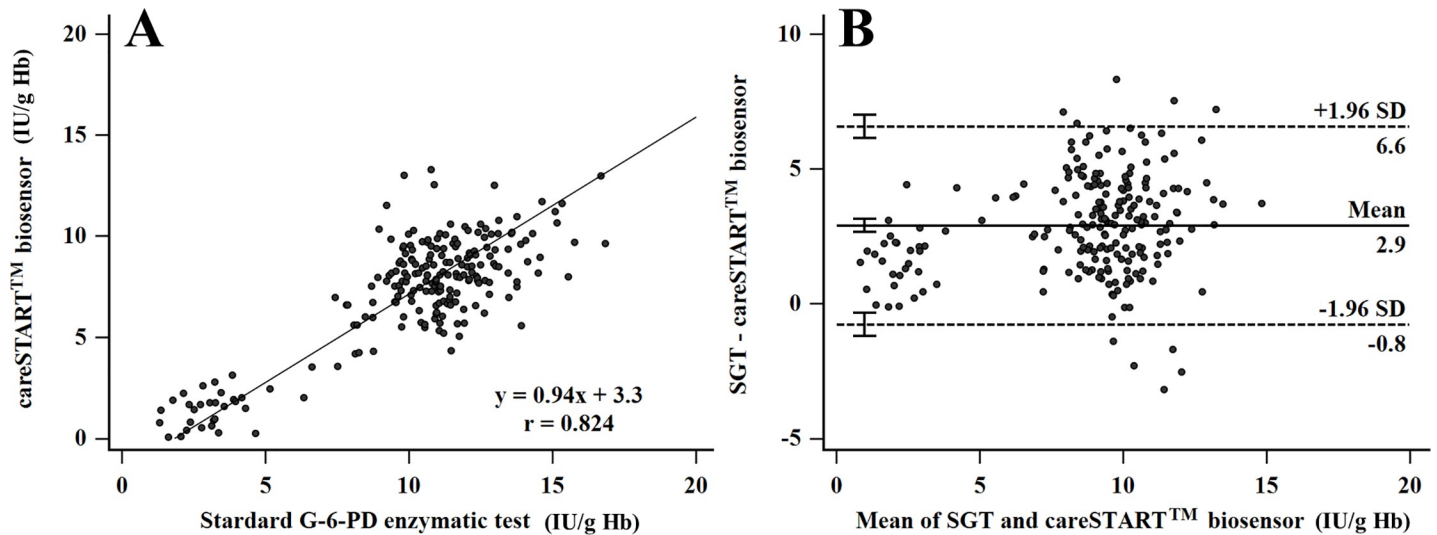 A
careSTART™ biosensor (IU/g Hb)
20
15
10
5
0
y = 0.94x + 3.3
r = 0.824
0 5 10 15 20
Stardard G-6-PD enzymatic test (IU/g Hb)
B
SGT - careSTART™ biosensor
10
5
0
-5
+1.96 SD
6.6
Mean
2.9
-1.96 SD
-0.8
0 5 10 15 20
Mean of SGT and careSTART™ biosensor (IU/g Hb)